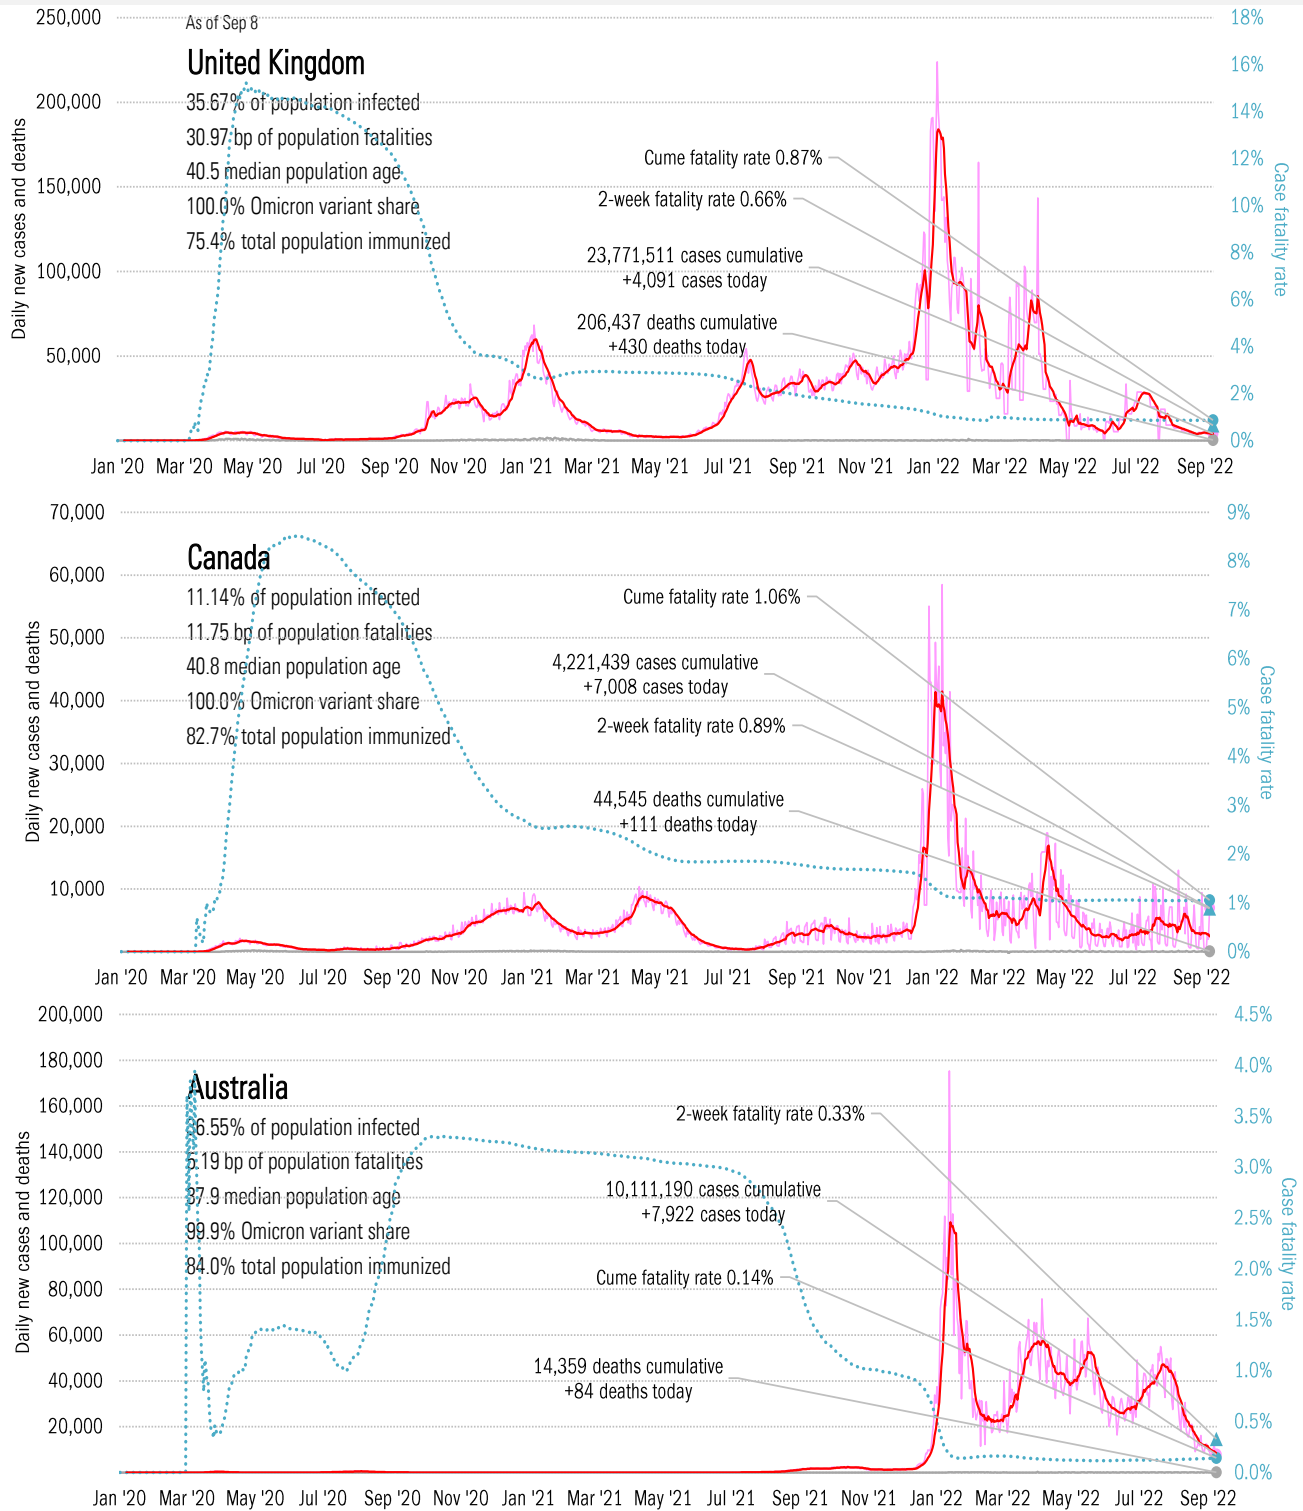 As of Sep 8
United Kingdom
35.67% of population infected
30.97 bp of population fatalities
40.5 median population age
100.0% Omicron variant share
75.4% total population immunized
Cume fatality rate 0.87%
2-week fatality rate 0.66%
23,771,511 cases cumulative
+4,091 cases today
206,437 deaths cumulative
+430 deaths today
Daily new cases and deaths
250,000
200,000
150,000
100,000
50,000
18%
16%
14%
12%
10%
8%
6%
4%
2%
0%
Case fatality rate
Jan '20 Mar '20 May '20 Jul '20 Sep '20 Nov '20 Jan '21 Mar '21 May '21 Jul '21 Sep '21 Nov '21 Jan '22 Mar '22 May '22 Jul '22 Sep '22
Canada
11.14% of population infected
11.75 bp of population fatalities
40.8 median population age
100.0% Omicron variant share
82.7% total population immunized
Cume fatality rate 1.06%
4,221,439 cases cumulative
+7,008 cases today
2-week fatality rate 0.89%
44,545 deaths cumulative
+111 deaths today
Daily new cases and deaths
70,000
60,000
50,000
40,000
30,000
20,000
10,000
9%
8%
7%
6%
5%
4%
3%
2%
1%
0%
Case fatality rate
Jan '20 Mar '20 May '20 Jul '20 Sep '20 Nov '20 Jan '21 Mar '21 May '21 Jul '21 Sep '21 Nov '21 Jan '22 Mar '22 May '22 Jul '22 Sep '22
Australia
36.55% of population infected
5.19 bp of population fatalities
37.9 median population age
99.9% Omicron variant share
84.0% total population immunized
2-week fatality rate 0.33%
10,111,190 cases cumulative
+7,922 cases today
Cume fatality rate 0.14%
14,359 deaths cumulative
+84 deaths today
Daily new cases and deaths
200,000
180,000
160,000
140,000
120,000
100,000
80,000
60,000
40,000
20,000
4.5%
4.0%
3.5%
3.0%
2.5%
2.0%
1.5%
1.0%
0.5%
0.0%
Case fatality rate
Jan '20 Mar '20 May '20 Jul '20 Sep '20 Nov '20 Jan '21 Mar '21 May '21 Jul '21 Sep '21 Nov '21 Jan '22 Mar '22 May '22 Jul '22 Sep '22